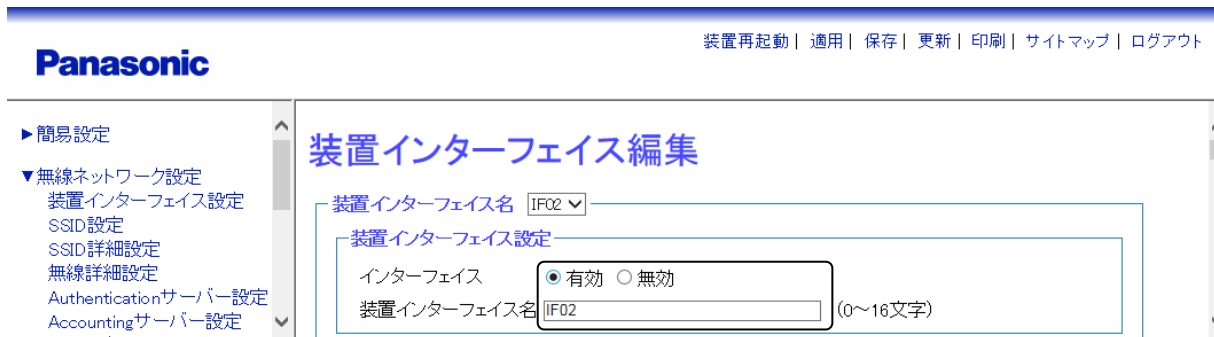 装置再起動| 適用| 保存| 更新| 印刷| サイトマップ| ログアウト
Panasonic
▶簡易設定
▼無線ネットワーク設定
装置インターフェイス設定
SSID設定
SSID詳細設定
無線詳細設定
Authenticationサーバー設定
Accountingサーバー設定
装置インターフェイス編集
装置インターフェイス名 IF02
装置インターフェイス設定
インターフェイス 有効 無効
装置インターフェイス名 IF02 (0～16文字)